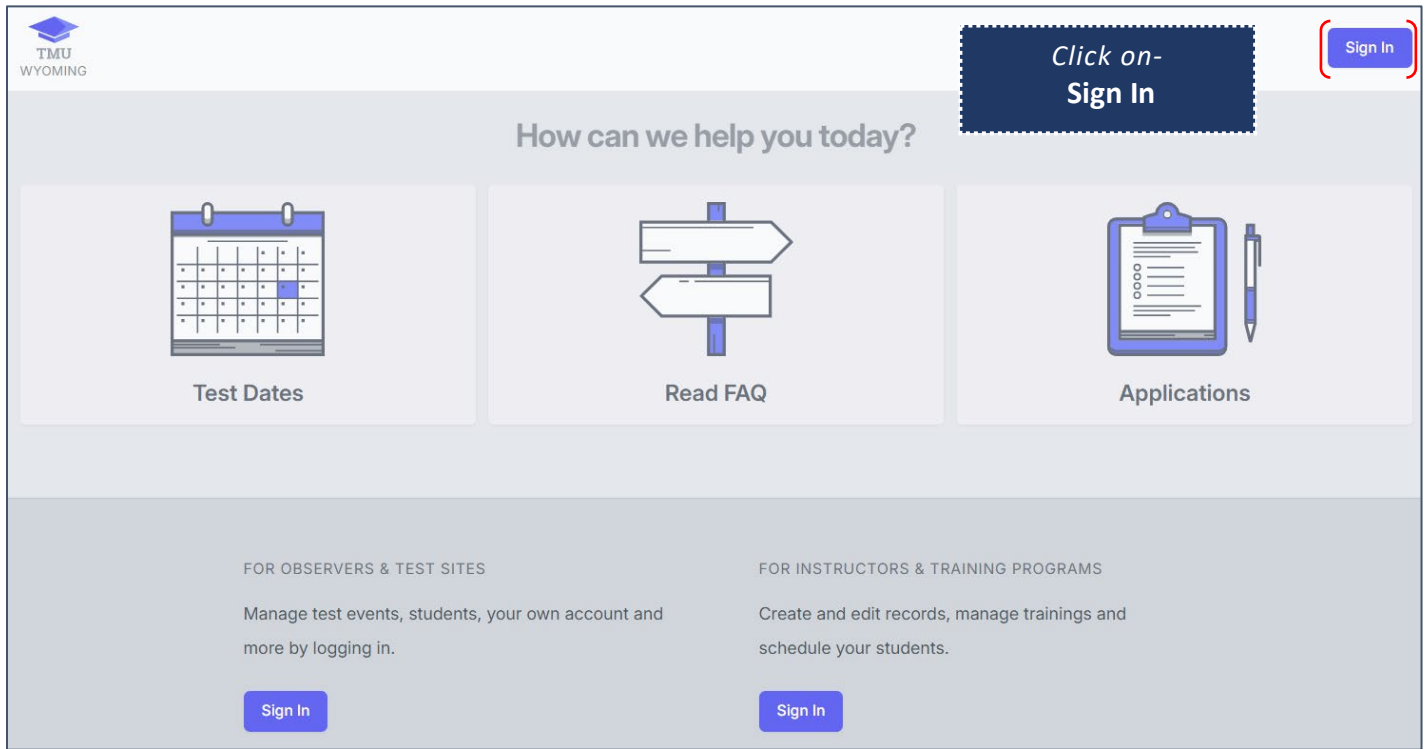 TMU
WYOMING
Click on-
Sign In
Sign In
How can we help you today?
Test Dates
Read FAQ
Applications
FOR OBSERVERS & TEST SITES
Manage test events, students, your own account and
more by logging in.
Sign In
FOR INSTRUCTORS & TRAINING PROGRAMS
Create and edit records, manage trainings and
schedule your students.
Sign In